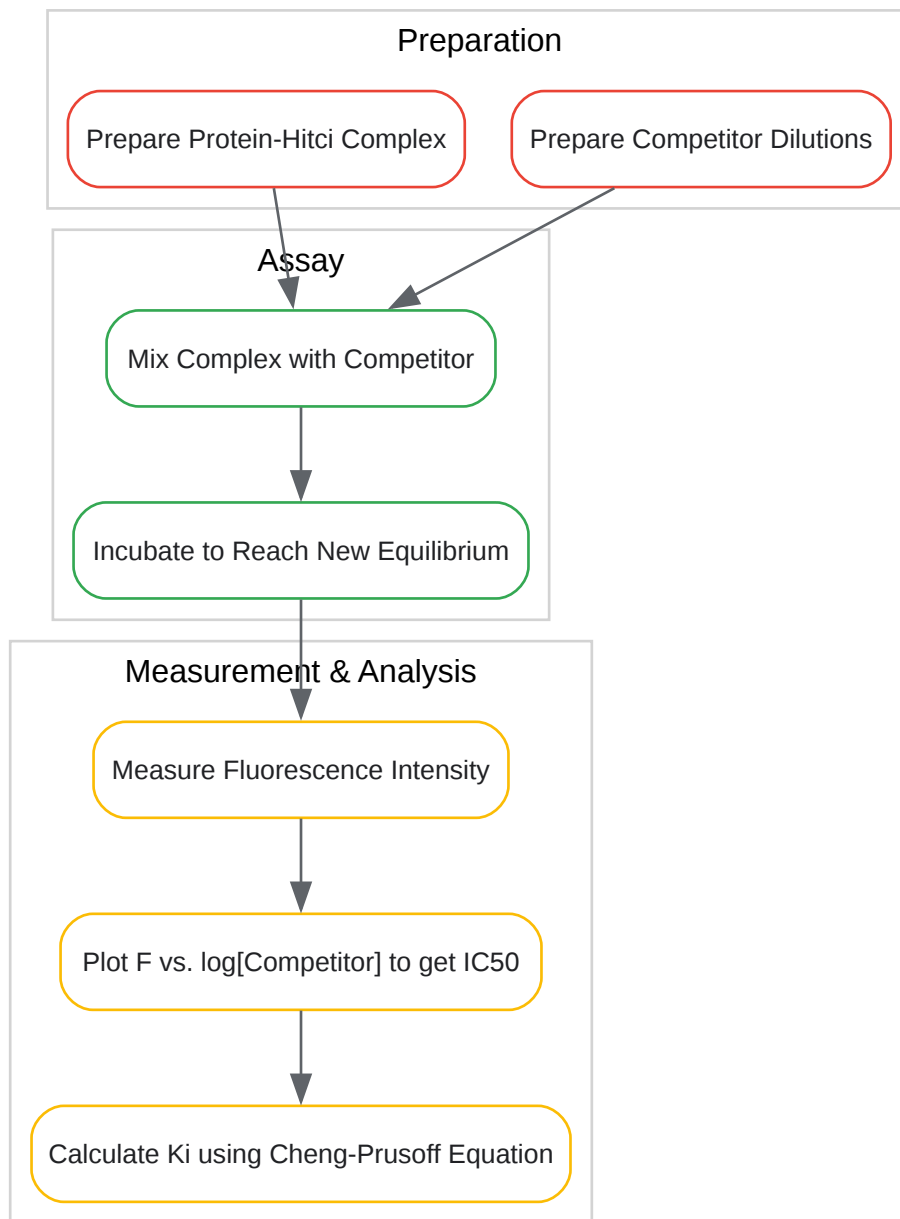 Preparation
Prepare Protein-Hitci Complex
Prepare Competitor Dilutions
Assay
Mix Complex with Competitor
Incubate to Reach New Equilibrium
Measurement & Analysis
Measure Fluorescence Intensity
Plot F vs. log[Competitor] to get IC50
Calculate Ki using Cheng-Prusoff Equation